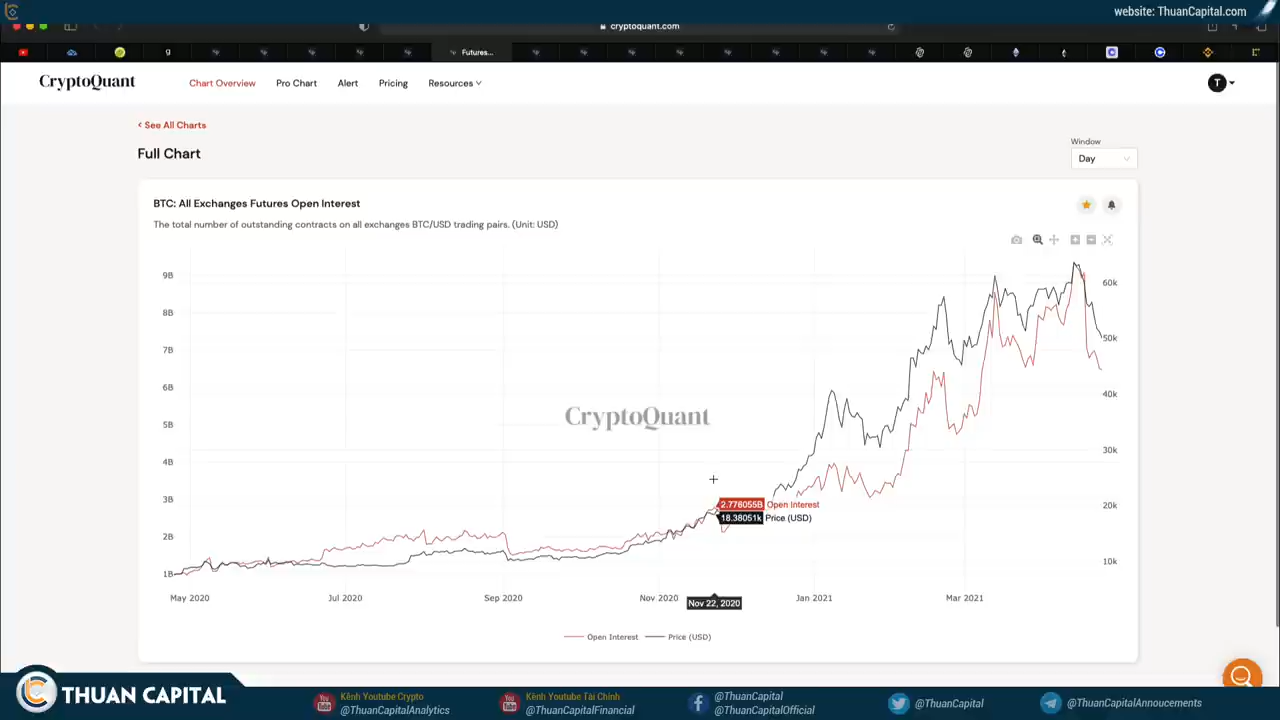 website: ThuanCapital.com
cryptoquant.com
g
Futures...
CryptoQuant
Chart Overview
Pro Chart
Alert
Pricing
Resources
T
< See All Charts
Full Chart
Window
Day
BTC: All Exchanges Futures Open Interest
The total number of outstanding contracts on all exchanges BTC/USD trading pairs. (Unit: USD)
9B
8B
7B
6B
5B
4B
3B
2B
1B
60k
50k
40k
30k
20k
10k
CryptoQuant
2.776055B Open Interest
18.38051k Price (USD)
May 2020
Jul 2020
Sep 2020
Nov 2020
Nov 22, 2020
Jan 2021
Mar 2021
Open Interest
Price (USD)
THUAN CAPITAL
Kênh Youtube Crypto
@ThuanCapitalAnalytics
Kênh Youtube Tài Chính
@ThuanCapitalFinancial
@ThuanCapital
@ThuanCapitalOfficial
@ThuanCapital
@ThuanCapitalAnnoucements